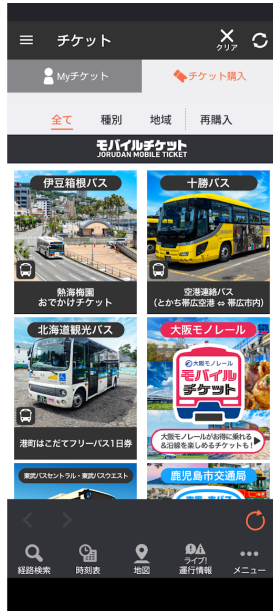 チケット
クリア
Myチケット
チケット購入
全て 種別 地域 再購入
モバイルチケット
JORUDAN MOBILE TICKET
伊豆箱根バス
熱海梅園
おでかけチケット
十勝バス
空港連絡バス
(とかち帯広空港 ⇔ 帯広市内)
北海道観光バス
港町はこだてフリーパス1日券
大阪モノレール
大阪モノレール
モバイル
チケット
大阪モノレールがお得に乗れる
&沿線を楽しめるチケットも!
東武バスセントラル・東武バスウエスト
鹿児島市交通局
経路検索
時刻表
地図
ライブ!
運行情報
メニュー